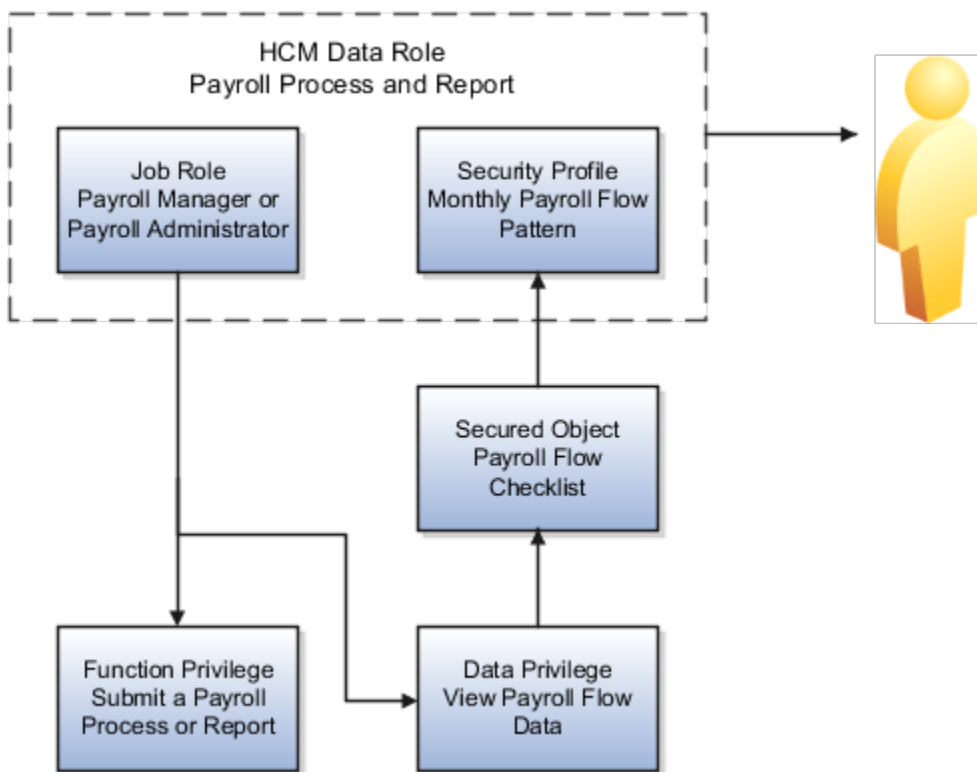 HCM Data Role
Payroll Process and Report
Job Role
Payroll Manager or
Payroll Administrator
Security Profile
Monthly Payroll Flow
Pattern
Secured Object
Payroll Flow
Checklist
Function Privilege
Submit a Payroll
Process or Report
Data Privilege
View Payroll Flow
Data